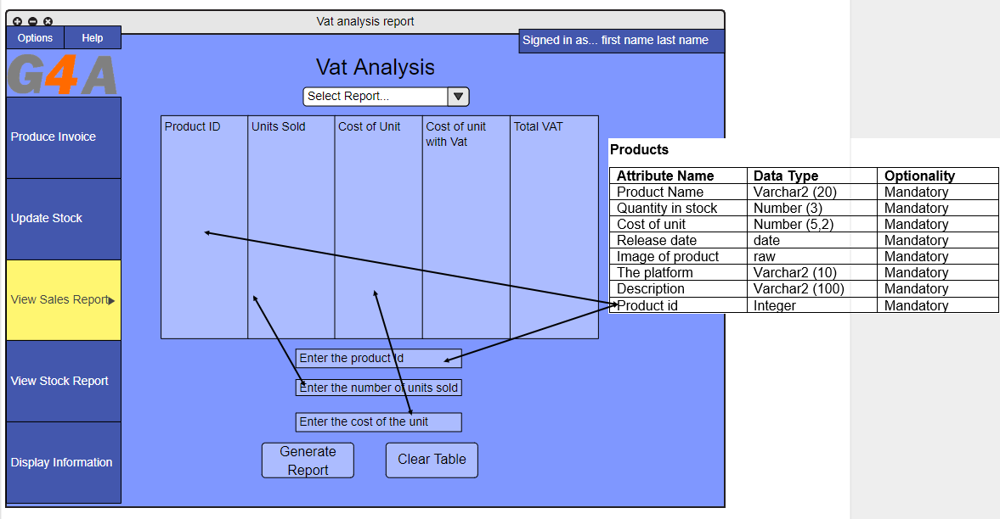 Vat analysis report
Options Help
Signed in as... first name last name
G4A
Vat Analysis
Select Report...
Produce Invoice
Update Stock
View Sales Report
View Stock Report
Display Information
Product ID Units Sold Cost of Unit Cost of unit Total VAT
with Vat
Enter the product Id
Enter the number of units sold
Enter the cost of the unit
Generate
Report
Clear Table
Products
Attribute Name Data Type Optionality
Product Name Varchar2 (20) Mandatory
Quantity in stock Number (3) Mandatory
Cost of unit Number (5,2) Mandatory
Release date date Mandatory
Image of product raw Mandatory
The platform Varchar2 (10) Mandatory
Description Varchar2 (100) Mandatory
Product id Integer Mandatory